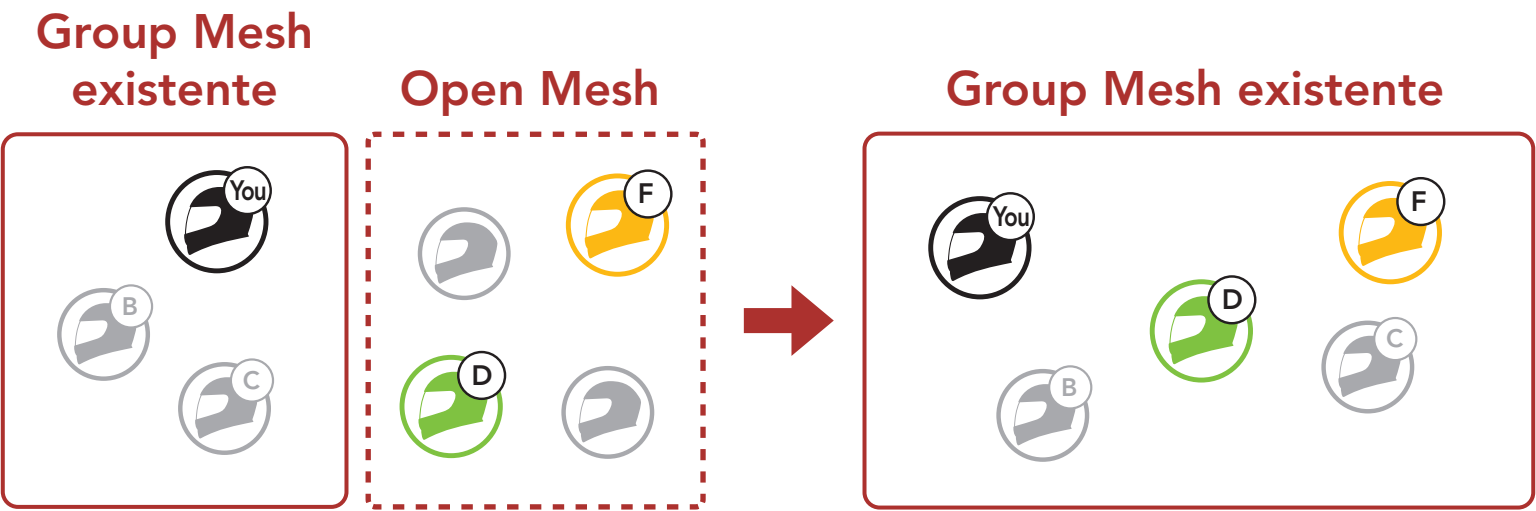 Group Mesh
existente
Open Mesh
Group Mesh existente
You
F
B
D
C
You
F
D
C
B